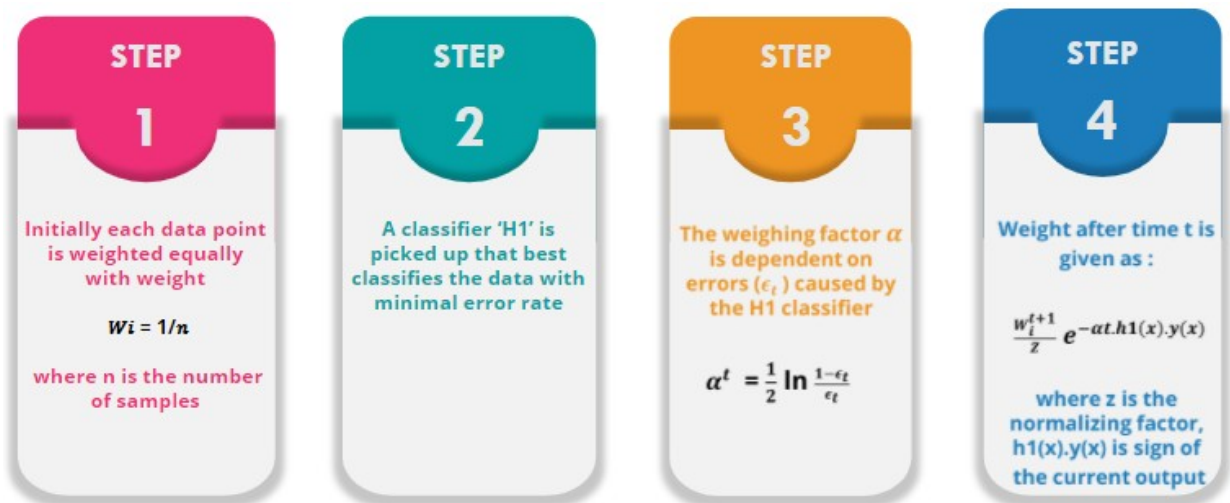 STEP
1
Initially each data point
is weighted equally
with weight
Wi = 1/n
where n is the number
of samples
STEP
2
A classifier ‘H1’ is
picked up that best
classifies the data with
minimal error rate
STEP
3
The weighing factor α
is dependent on
errors (ϵₜ ) caused by
the H1 classifier
αᵗ = 1/2 ln (1−ϵₜ)/ϵₜ
STEP
4
Weight after time t is
given as :
w_i^{t+1}/z e^{−αt.h1(x).y(x)}
where z is the
normalizing factor,
h1(x).y(x) is sign of
the current output